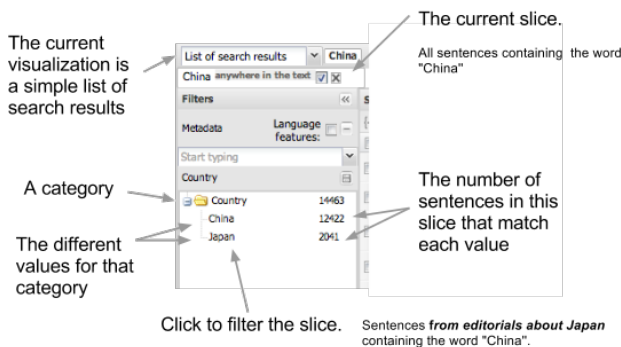 The current slice.
All sentences containing the word
"China"
The current
visualization is
a simple list of
search results
List of search results China
China anywhere in the text
Filters
Metadata Language
features:
Start typing
Country
A category
Country 14463
China 12422
Japan 2041
The different
values for that
category
The number of
sentences in this
slice that match
each value
Click to filter the slice.
Sentences from editorials about Japan
containing the word "China".